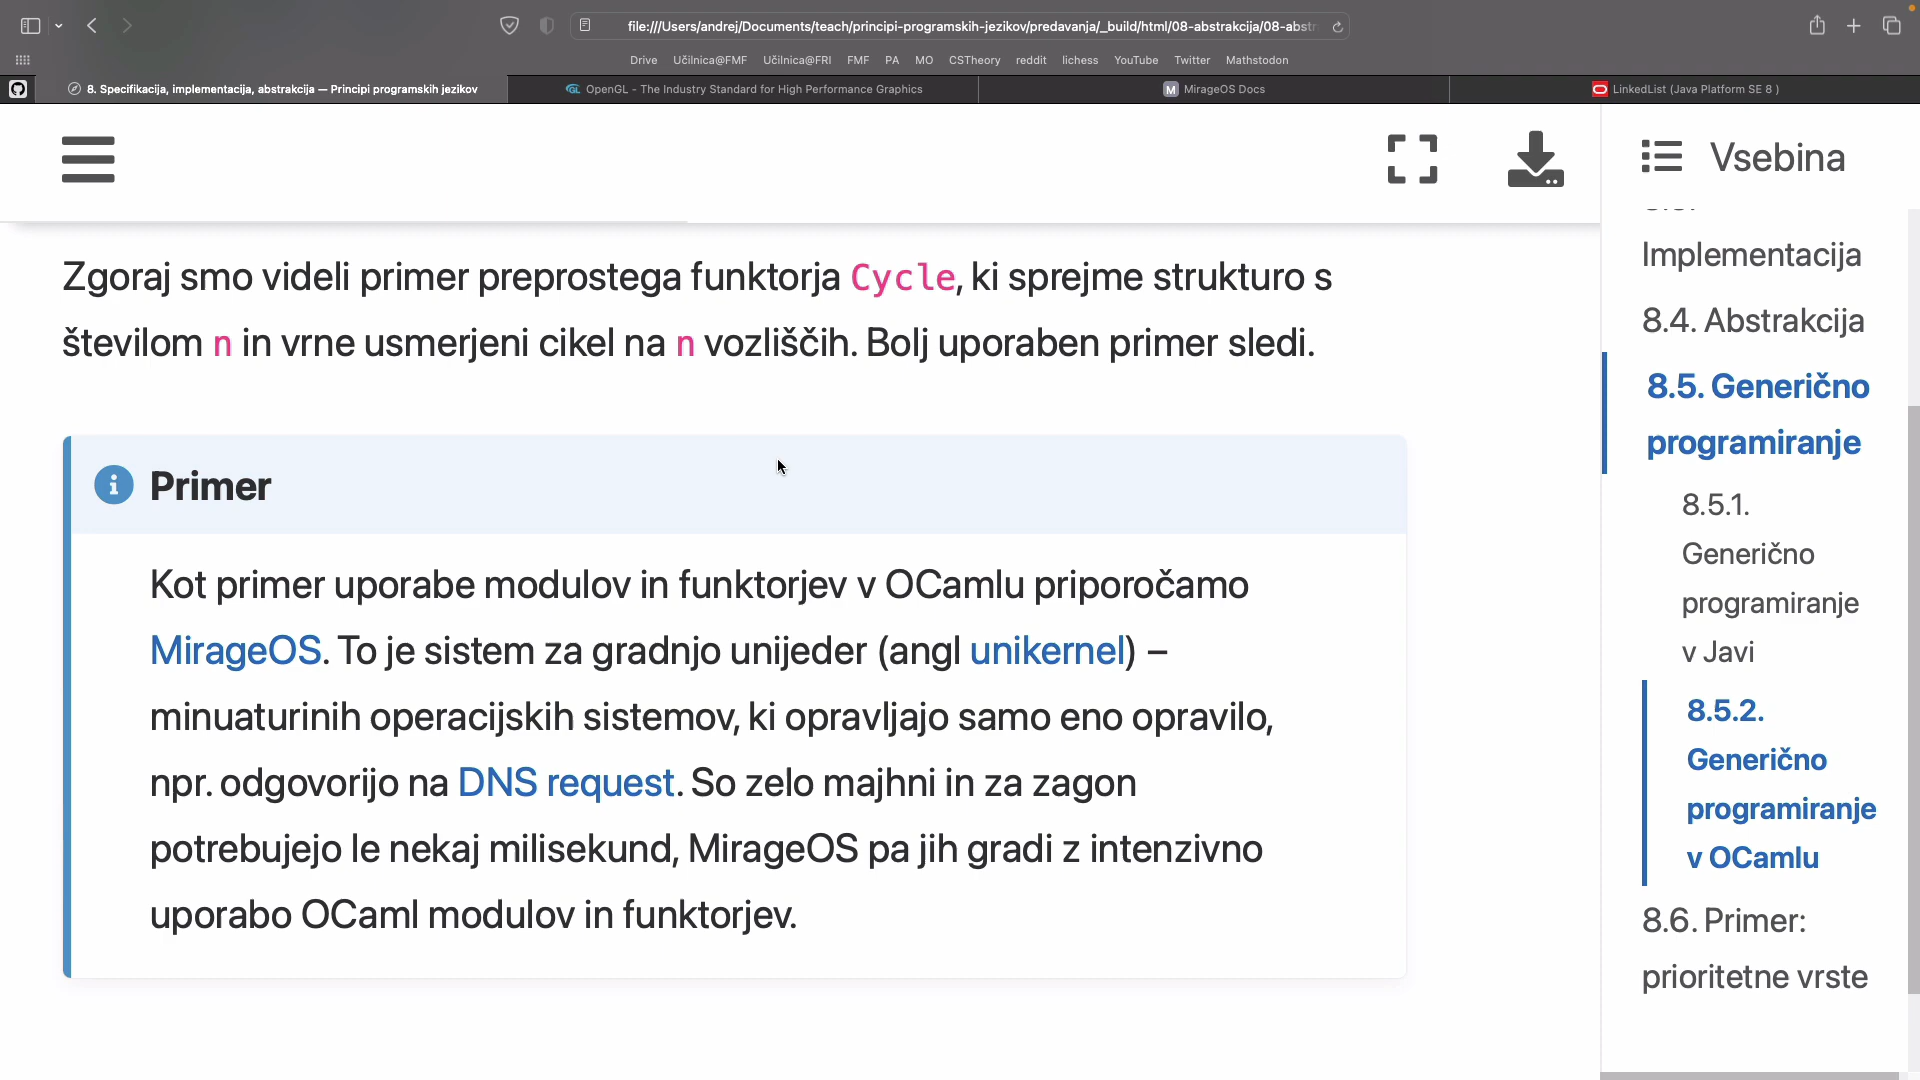 file:///Users/andrej/Documents/teach/principi-programskih-jezikov/predavanja/_build/html/08-abstrakcija/08-abstr
Drive Učilnica@FMF Učilnica@FRI FMF PA MO CSTheory reddit lichess YouTube Twitter Mathstodon
8. Specifikacija, implementacija, abstrakcija — Principi programskih jezikov
OpenGL - The Industry Standard for High Performance Graphics
M MirageOS Docs
LinkedList (Java Platform SE 8 )
Zgoraj smo videli primer preprostega funktorja Cycle, ki sprejme strukturo s
številom n in vrne usmerjeni cikel na n vozliščih. Bolj uporaben primer sledi.
Primer
Kot primer uporabe modulov in funktorjev v OCamlu priporočamo
MirageOS. To je sistem za gradnjo unijeder (angl unikernel) –
minuaturinih operacijskih sistemov, ki opravljajo samo eno opravilo,
npr. odgovorijo na DNS request. So zelo majhni in za zagon
potrebujejo le nekaj milisekund, MirageOS pa jih gradi z intenzivno
uporabo OCaml modulov in funktorjev.
Vsebina
Implementacija
8.4. Abstrakcija
8.5. Generično
programiranje
8.5.1.
Generično
programiranje
v Javi
8.5.2.
Generično
programiranje
v OCamlu
8.6. Primer:
prioritetne vrste